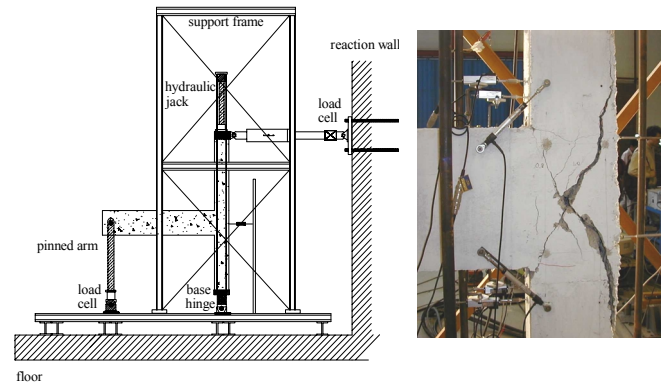 support frame
reaction wall
hydraulic
jack
load
cell
pinned arm
load
cell
base
hinge
floor